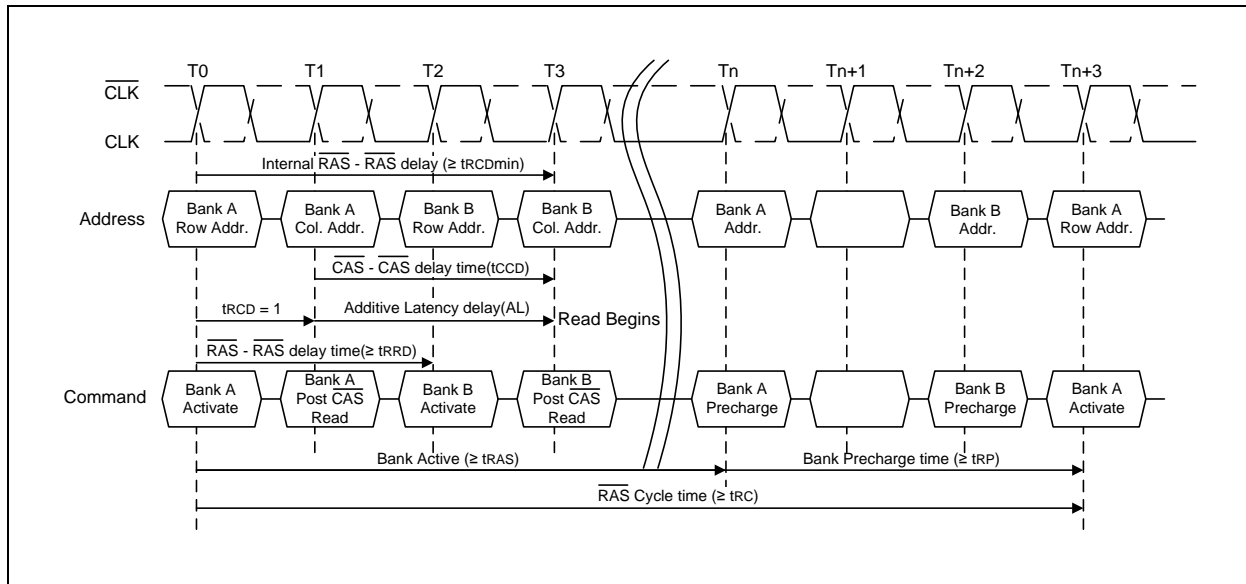 T0 T1 T2 T3 Tn Tn+1 Tn+2 Tn+3
CLK
CLK
Internal RAS - RAS delay (≥ tRCDmin)
Address
Bank A
Row Addr.
Bank A
Col. Addr.
Bank B
Row Addr.
Bank B
Col. Addr.
Bank A
Addr.
Bank B
Addr.
Bank A
Row Addr.
CAS - CAS delay time(tCCD)
tRCD = 1
Additive Latency delay(AL)
Read Begins
RAS - RAS delay time(≥ tRRD)
Command
Bank A
Activate
Bank A
Post CAS
Read
Bank B
Activate
Bank B
Post CAS
Read
Bank A
Precharge
Bank B
Precharge
Bank A
Activate
Bank Active (≥ tRAS)
Bank Precharge time (≥ tRP)
RAS Cycle time (≥ tRC)